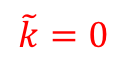 k̃ = 0